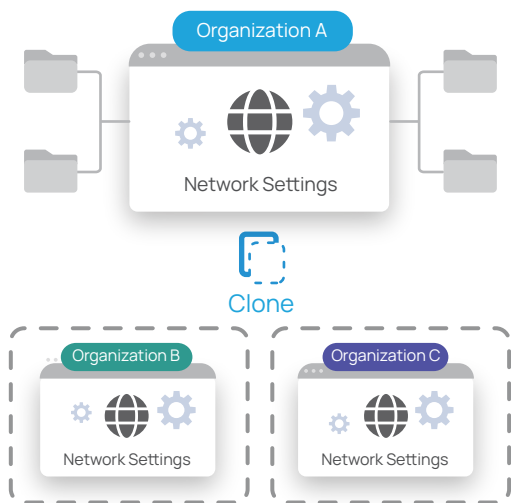 Organization A
Network Settings
Clone
Organization B
Organization C
Network Settings
Network Settings